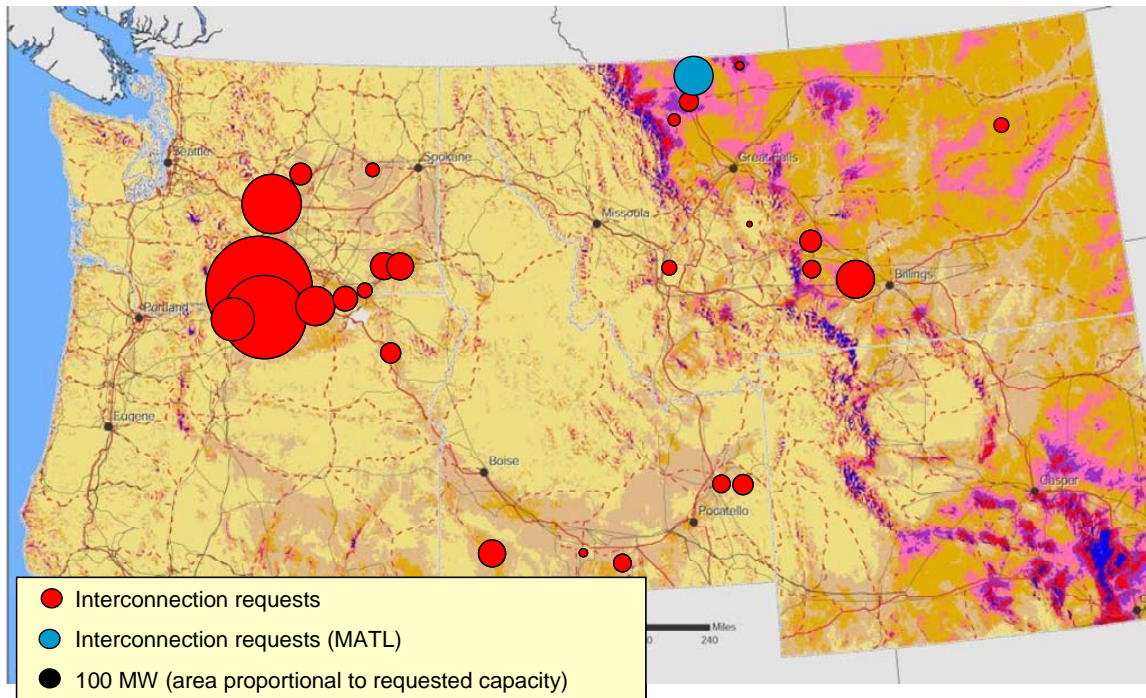 Seattle
Spokane
Great Falls
Missoula
Billings
Portland
Eugene
Boise
Casper
Pocatello
Miles
240
Interconnection requests
Interconnection requests (MATL)
100 MW (area proportional to requested capacity)